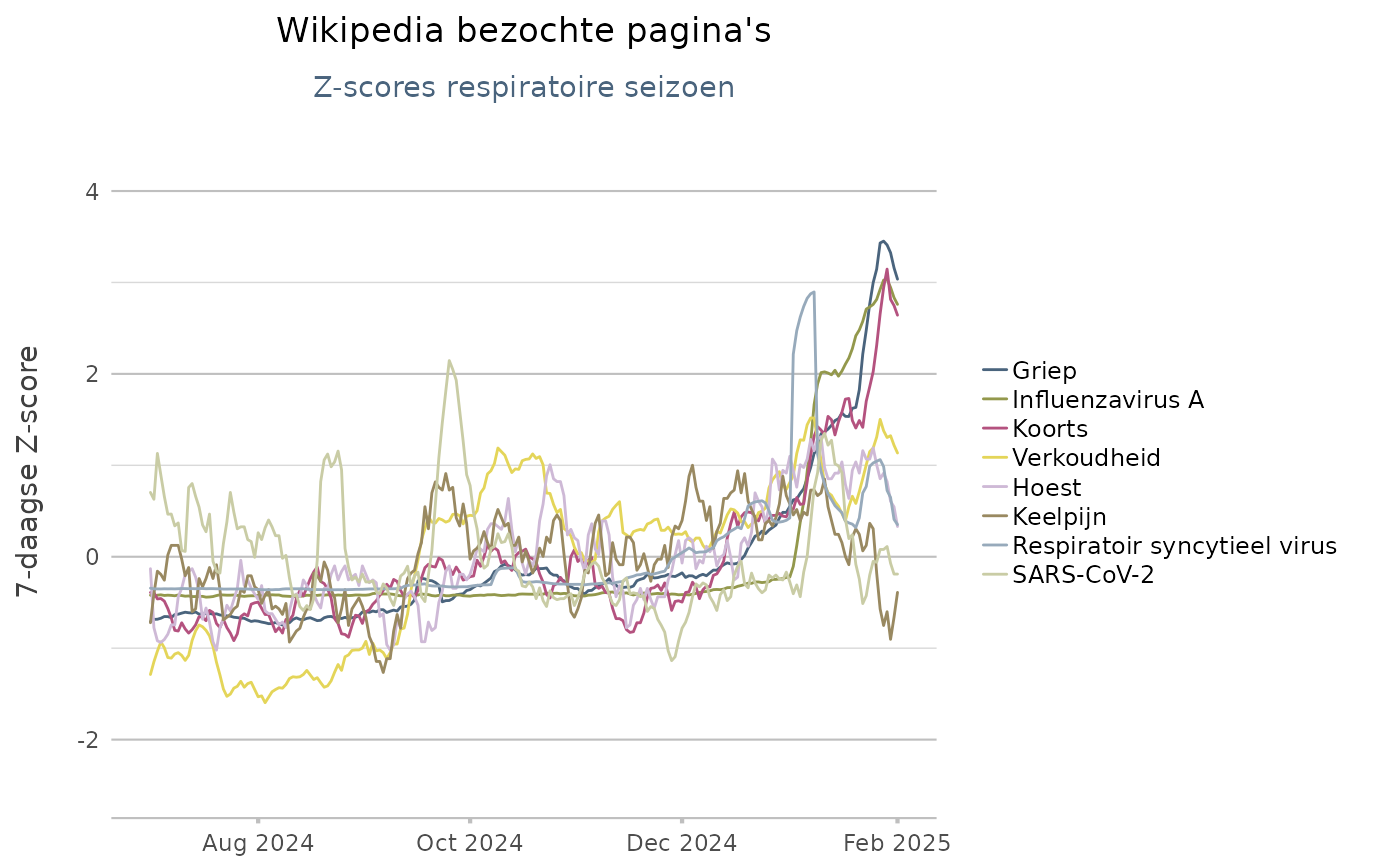 Wikipedia bezochte pagina's
Z-scores respiratoire seizoen
7-daagse Z-score
4
2
0
-2
Aug 2024
Oct 2024
Dec 2024
Feb 2025
Griep
Influenzavirus A
Koorts
Verkoudheid
Hoest
Keelpijn
Respiratoir syncytieel virus
SARS-CoV-2